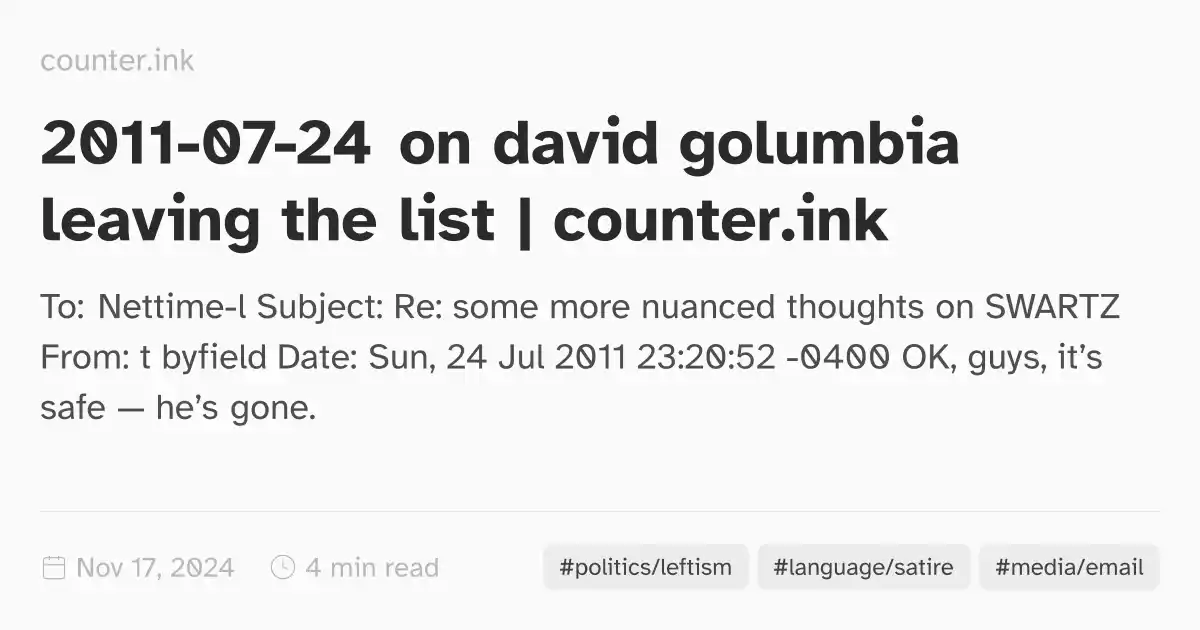 counter.ink
2011-07-24 on david golumbia
leaving the list | counter.ink
To: Nettime-l Subject: Re: some more nuanced thoughts on SWARTZ
From: t byfield Date: Sun, 24 Jul 2011 23:20:52 -0400 OK, guys, it’s
safe — he’s gone.
Nov 17, 2024 4 min read #politics/leftism #language/satire #media/email